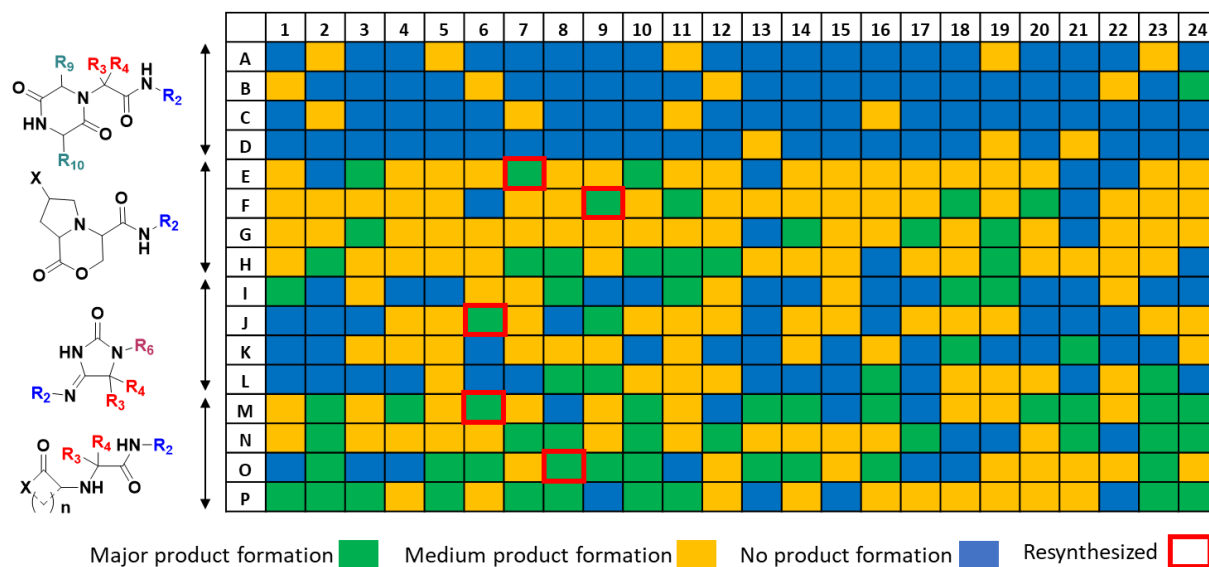 1 2 3 4 5 6 7 8 9 10 11 12 13 14 15 16 17 18 19 20 21 22 23 24
A
B
C
D
E
F
G
H
I
J
K
L
M
N
O
P
R9 R3 R4 H
O N N R2
HN O O
R10
X
O
N N R2
H
O O
O
HN N R6
R2 N R4
R3
O R4 HN R2
R3
X NH O
n
Major product formation Medium product formation No product formation Resynthesized